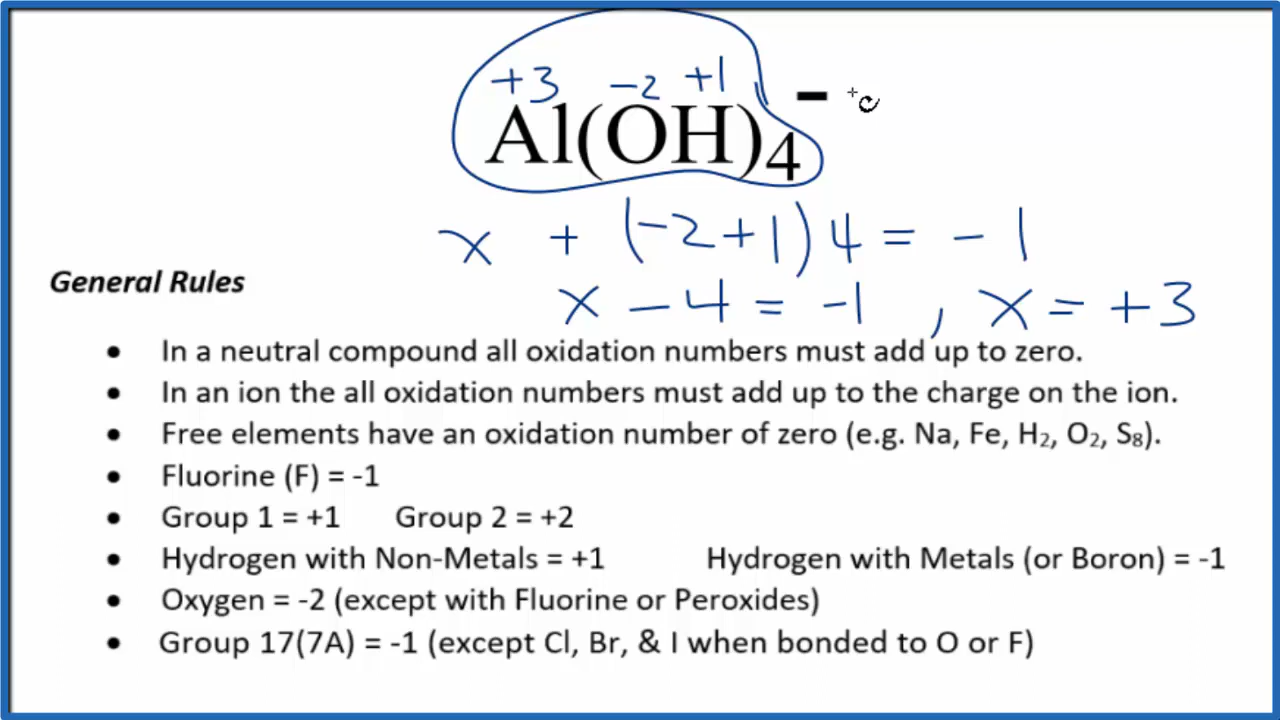 +3 -2 +1
Al(OH)₄⁻
x + (-2+1)4 = -1
General Rules
x - 4 = -1 , x = +3
• In a neutral compound all oxidation numbers must add up to zero.
• In an ion the all oxidation numbers must add up to the charge on the ion.
• Free elements have an oxidation number of zero (e.g. Na, Fe, H₂, O₂, S₈).
• Fluorine (F) = -1
• Group 1 = +1 Group 2 = +2
• Hydrogen with Non-Metals = +1 Hydrogen with Metals (or Boron) = -1
• Oxygen = -2 (except with Fluorine or Peroxides)
• Group 17(7A) = -1 (except Cl, Br, & I when bonded to O or F)